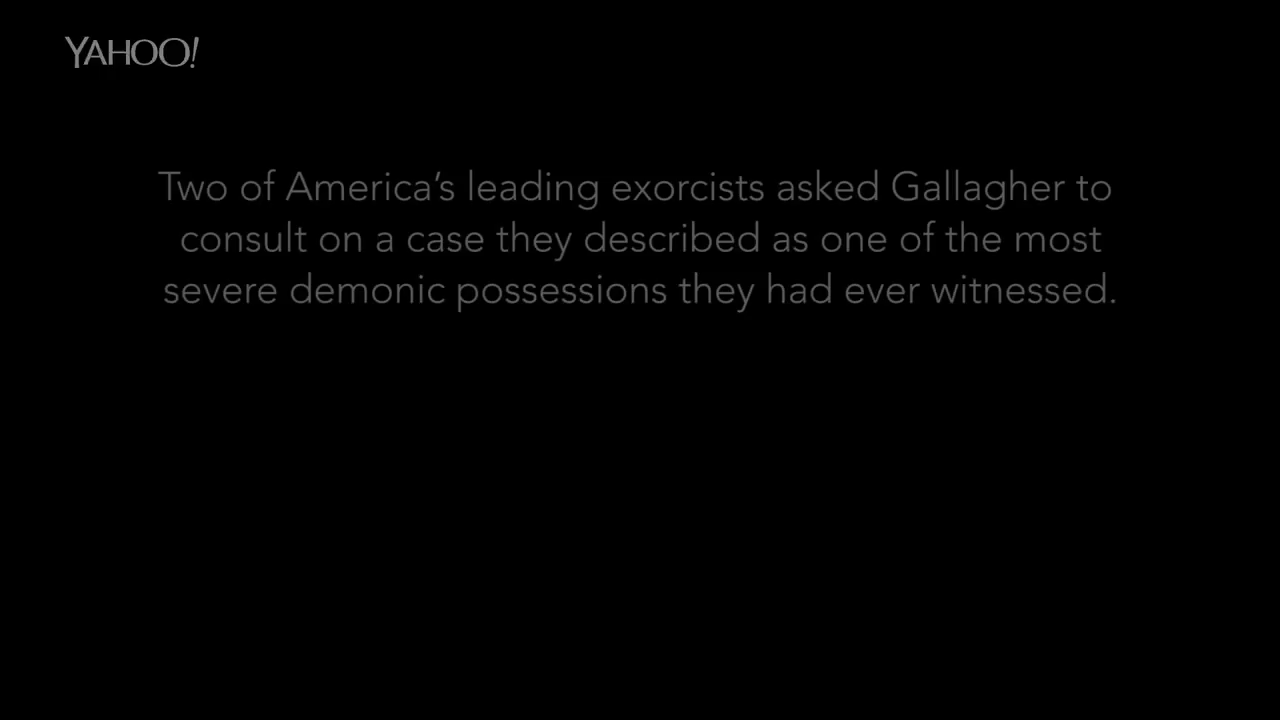 YAHOO!
Two of America’s leading exorcists asked Gallagher to
consult on a case they described as one of the most
severe demonic possessions they had ever witnessed.